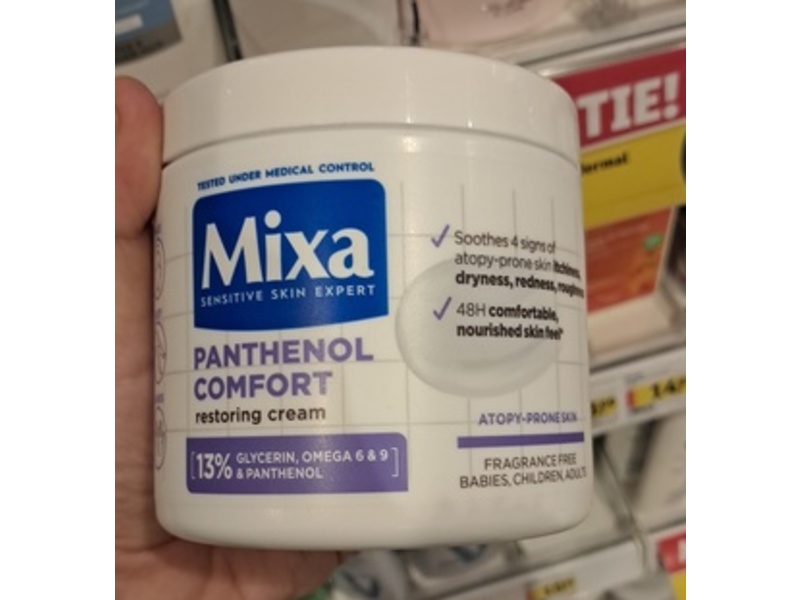 TIE!
TESTED UNDER MEDICAL CONTROL
Mixa
SENSITIVE SKIN EXPERT
PANTHENOL
COMFORT
restoring cream
13% GLYCERIN, OMEGA 6 & 9
& PANTHENOL
✓ Soothes 4 signs of
atopy-prone skin itchiness,
dryness, redness, roughness
✓ 48H comfortable,
nourished skin feel*
ATOPY-PRONE SKIN
FRAGRANCE FREE
BABIES, CHILDREN, ADULTS